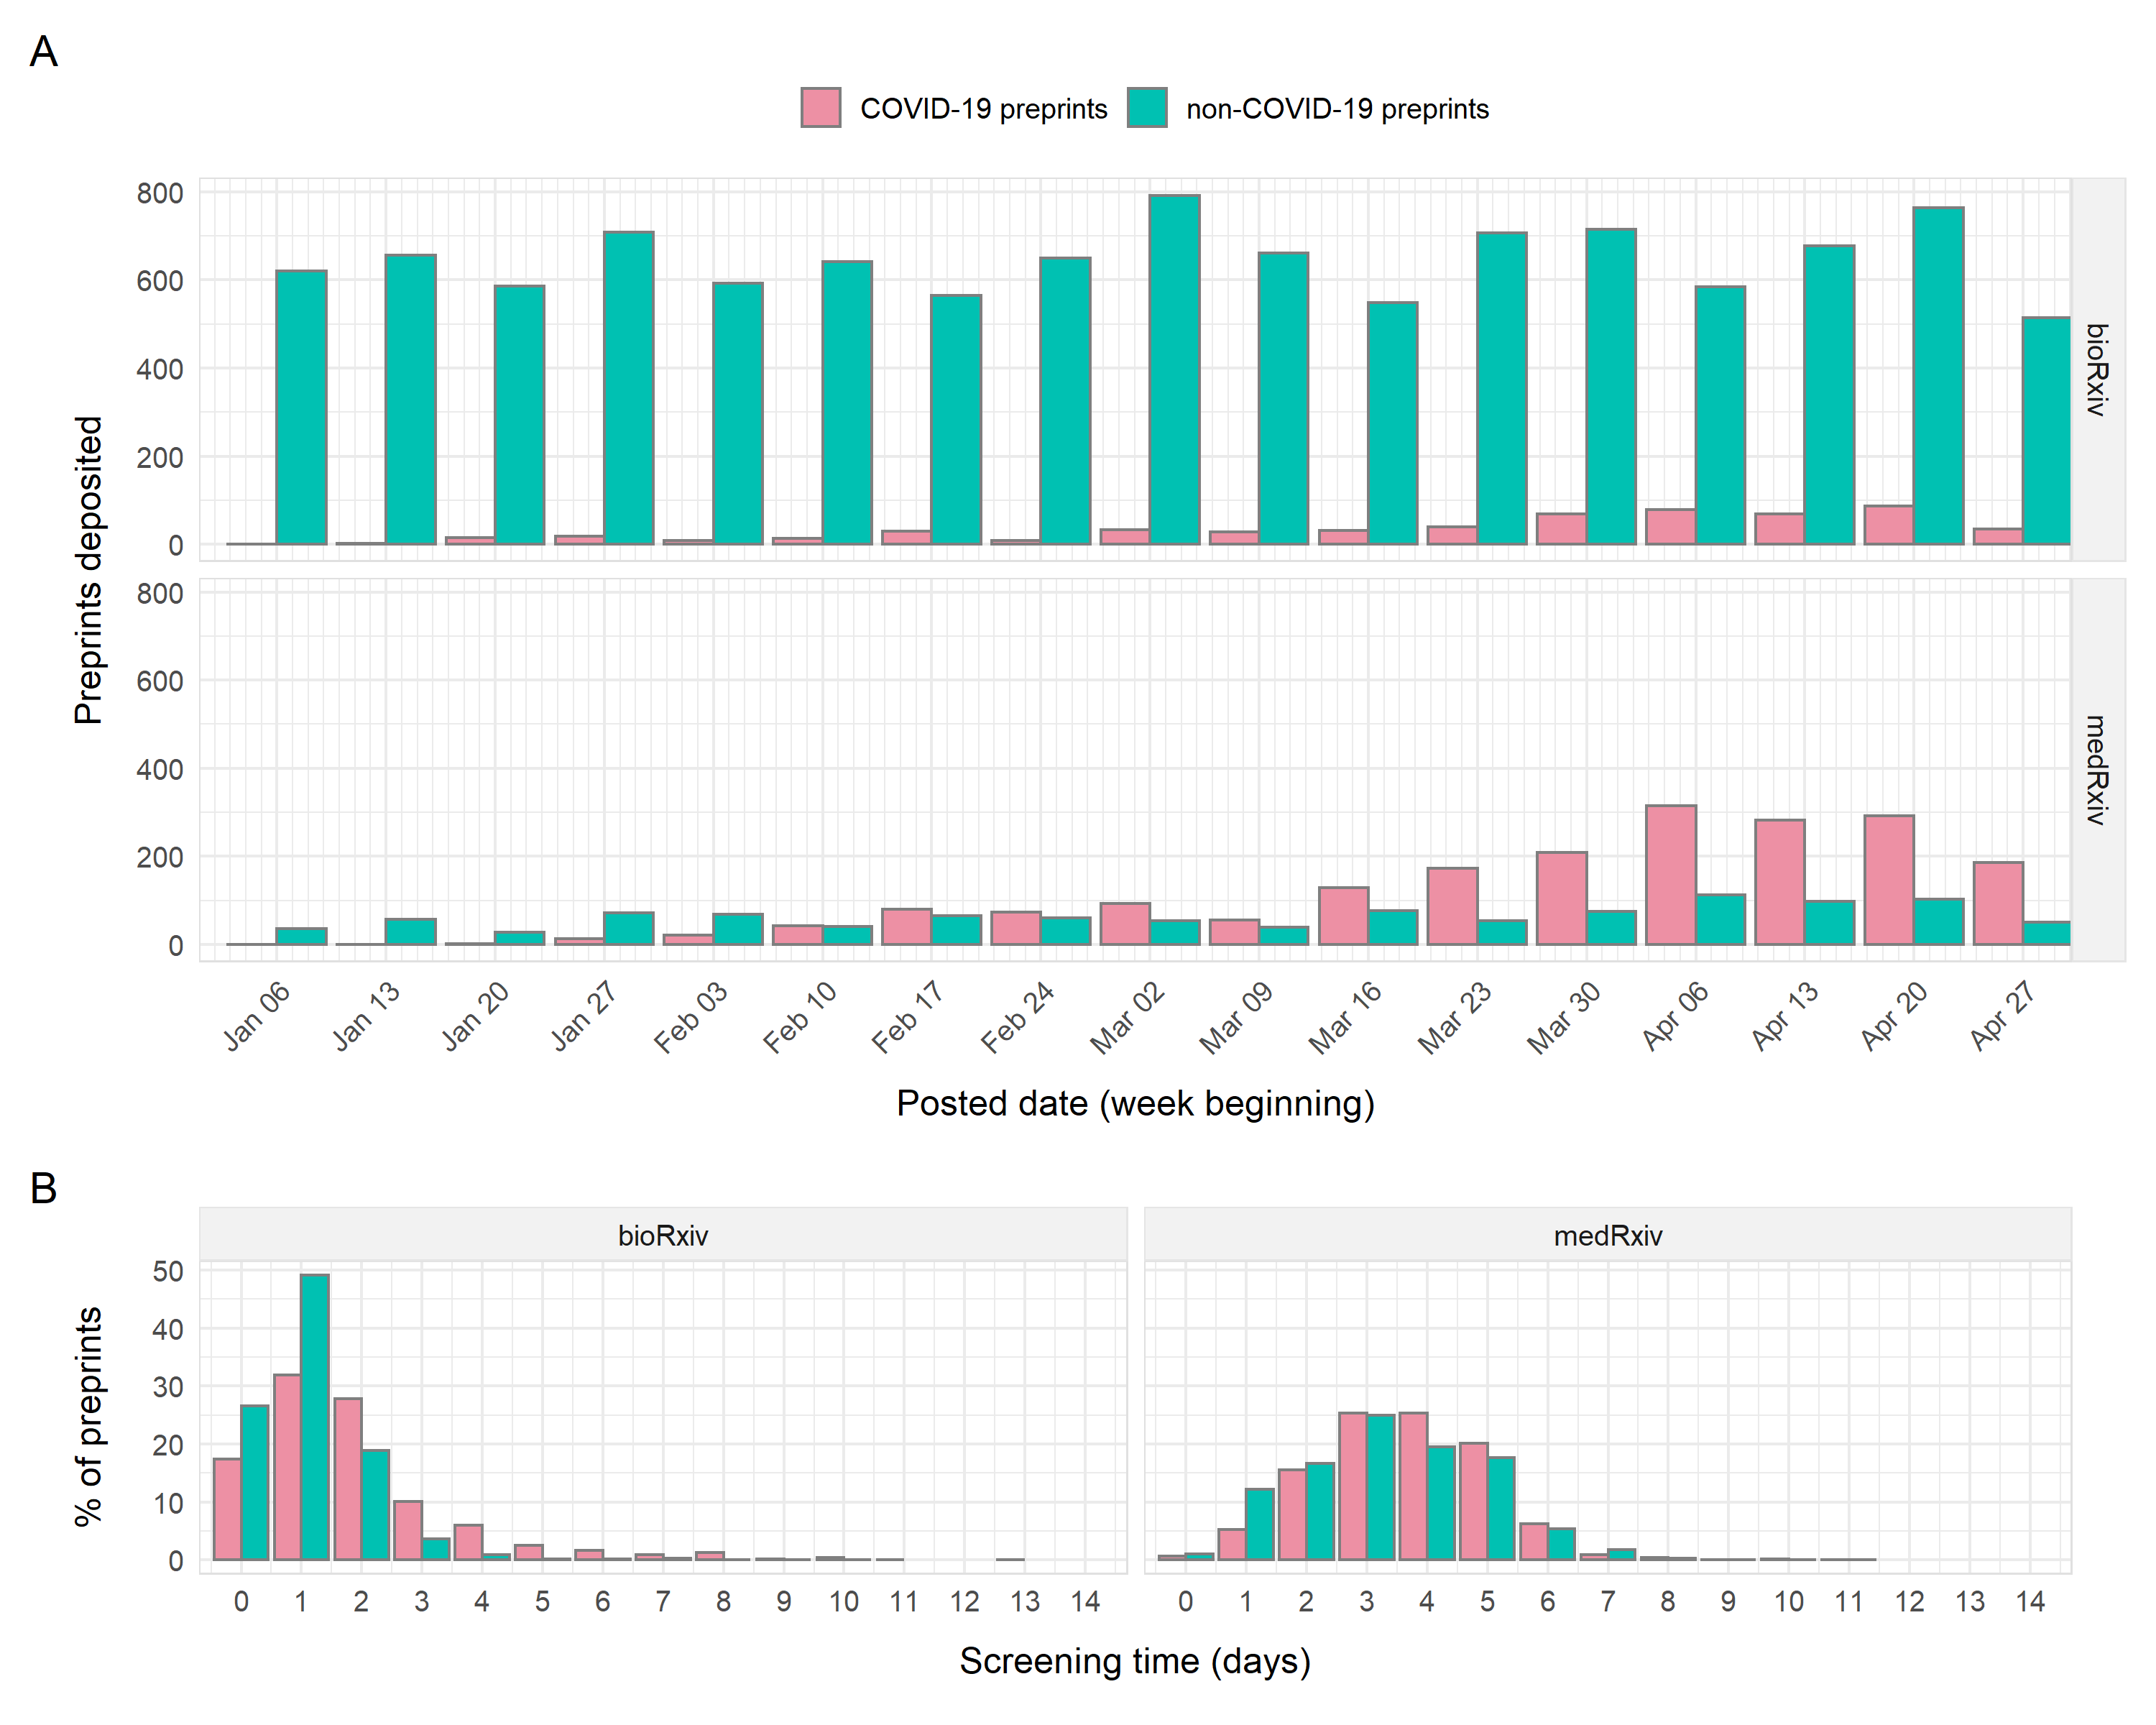 A
COVID-19 preprints non-COVID-19 preprints
Preprints deposited
800
600
400
200
0
bioRxiv
800
600
400
200
0
medRxiv
Jan 06 Jan 13 Jan 20 Jan 27 Feb 03 Feb 10 Feb 17 Feb 24 Mar 02 Mar 09 Mar 16 Mar 23 Mar 30 Apr 06 Apr 13 Apr 20 Apr 27
Posted date (week beginning)
B
bioRxiv medRxiv
% of preprints
50
40
30
20
10
0
0 1 2 3 4 5 6 7 8 9 10 11 12 13 14 0 1 2 3 4 5 6 7 8 9 10 11 12 13 14
Screening time (days)